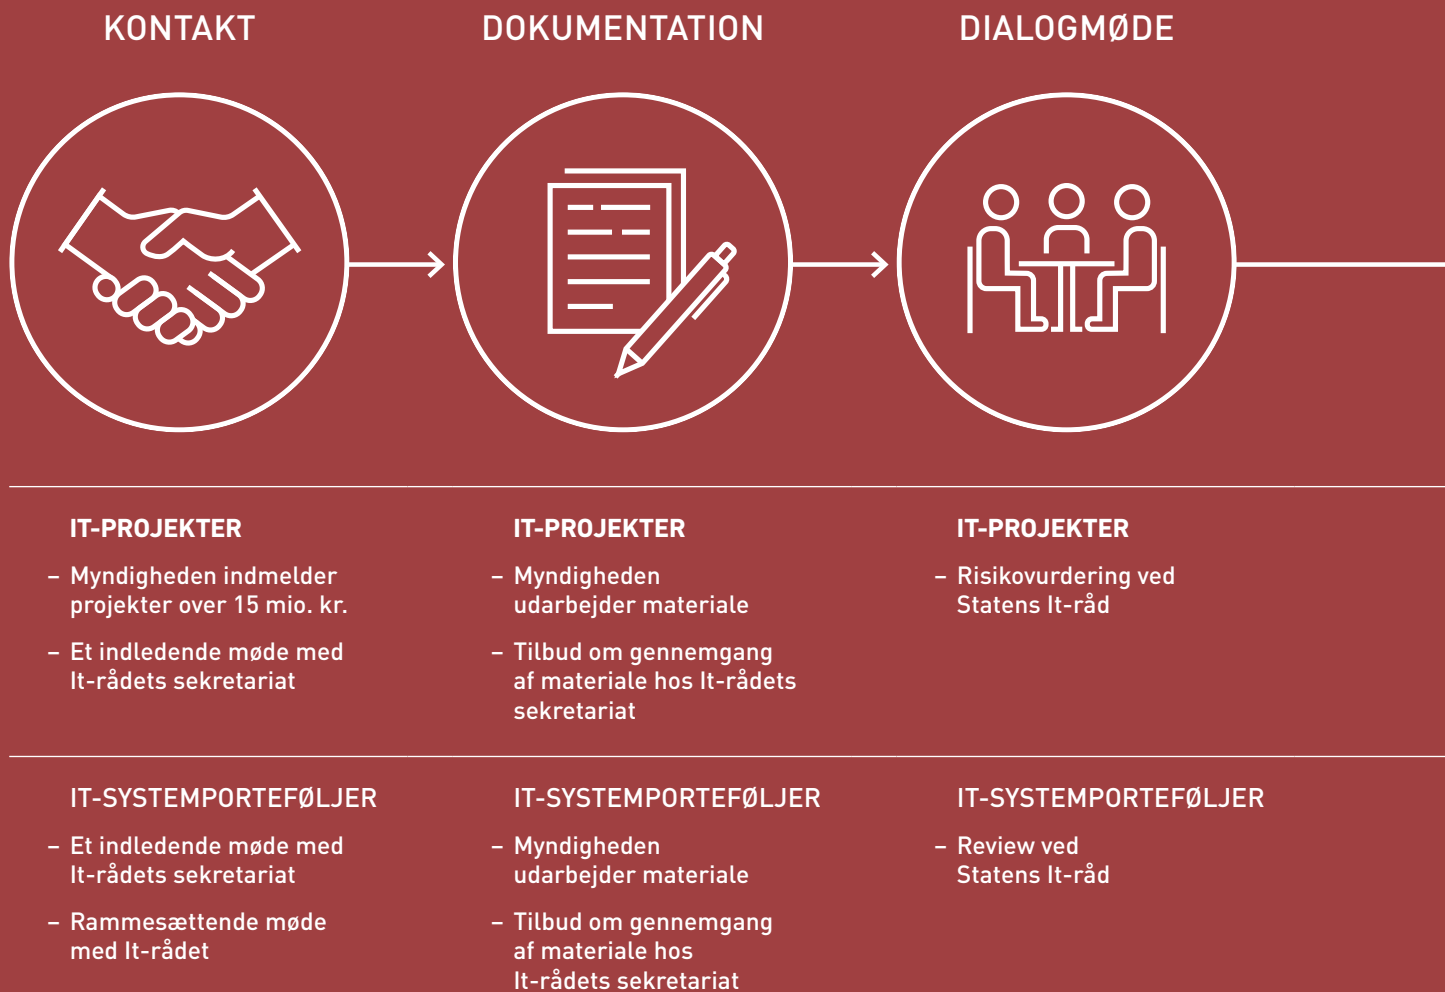 KONTAKT
DOKUMENTATION
DIALOGMØDE
IT-PROJEKTER
– Myndigheden indmelder
projekter over 15 mio. kr.
– Et indledende møde med
It-rådets sekretariat
IT-PROJEKTER
– Myndigheden
udarbejder materiale
– Tilbud om gennemgang
af materiale hos It-rådets
sekretariat
IT-PROJEKTER
– Risikovurdering ved
Statens It-råd
IT-SYSTEMPORTEFØLJER
– Et indledende møde med
It-rådets sekretariat
– Rammesættende møde
med It-rådet
IT-SYSTEMPORTEFØLJER
– Myndigheden
udarbejder materiale
– Tilbud om gennemgang
af materiale hos
It-rådets sekretariat
IT-SYSTEMPORTEFØLJER
– Review ved
Statens It-råd